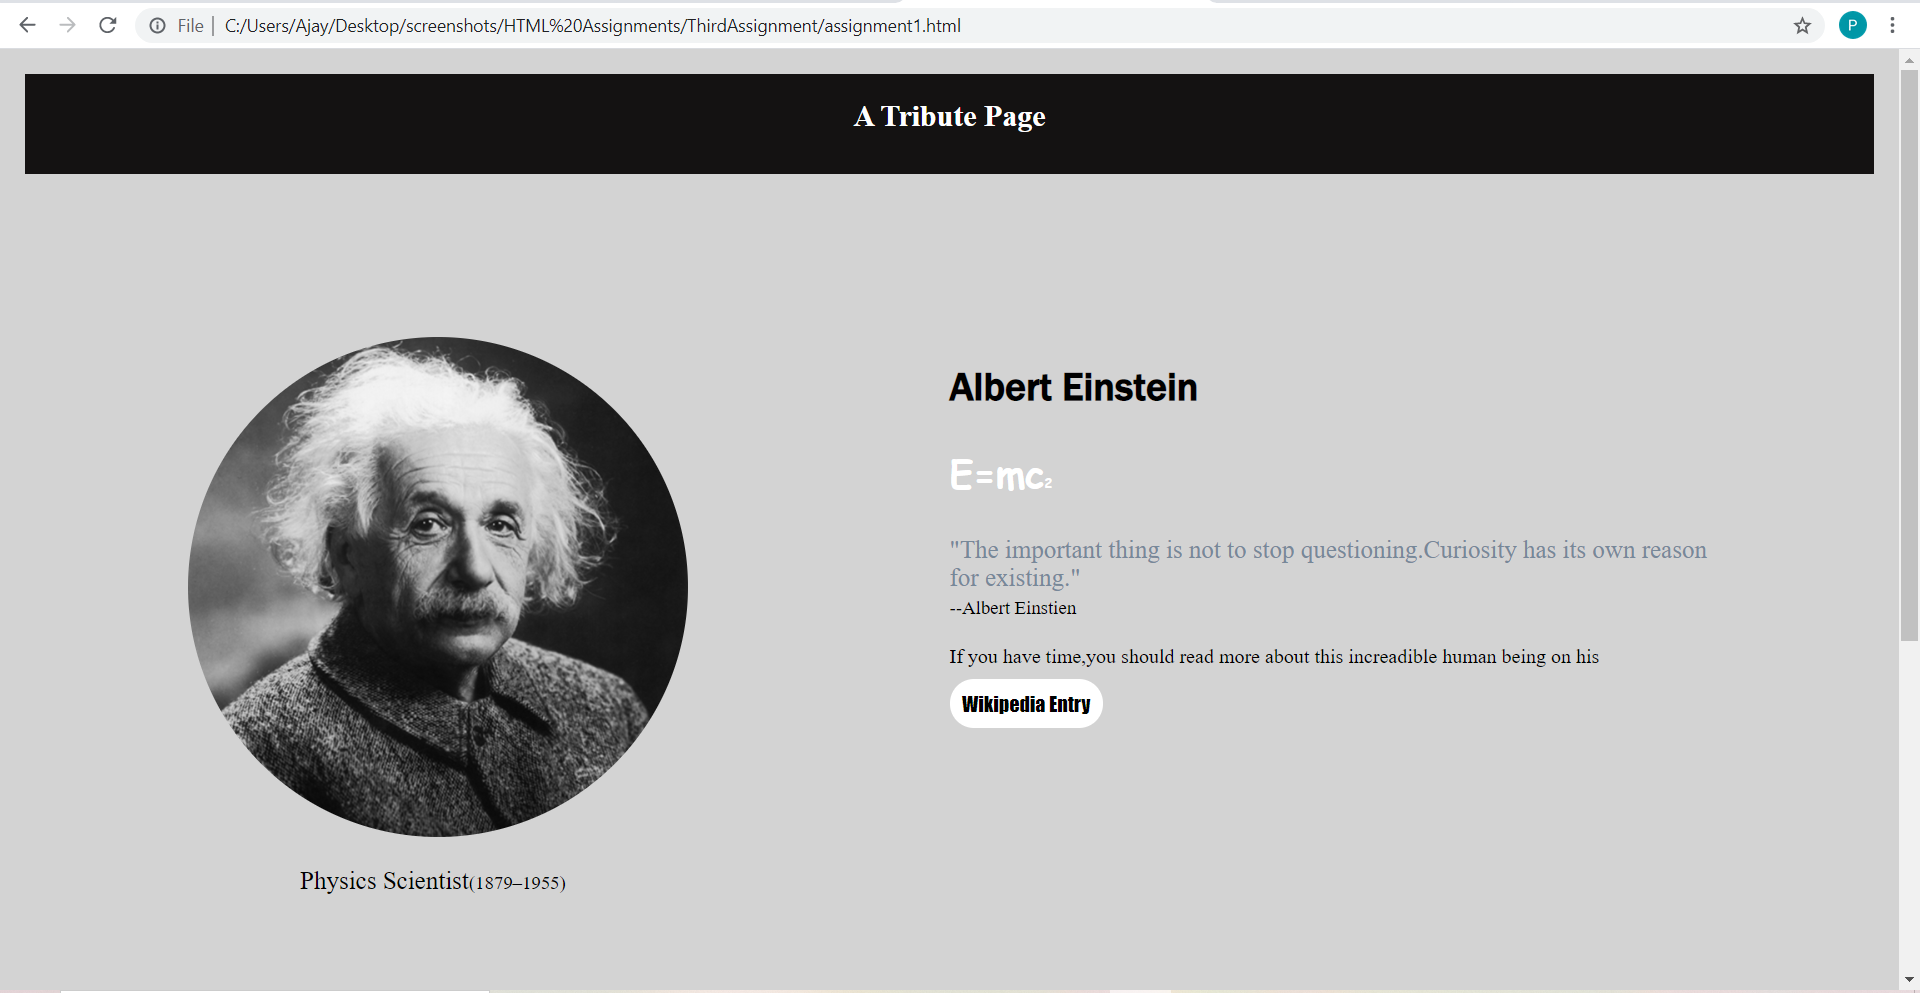 File | C:/Users/Ajay/Desktop/screenshots/HTML%20Assignments/ThirdAssignment/assignment1.html
P
A Tribute Page
Albert Einstein
E=mc₂
"The important thing is not to stop questioning.Curiosity has its own reason
for existing."
--Albert Einstien
If you have time,you should read more about this increadible human being on his
Wikipedia Entry
Physics Scientist(1879–1955)